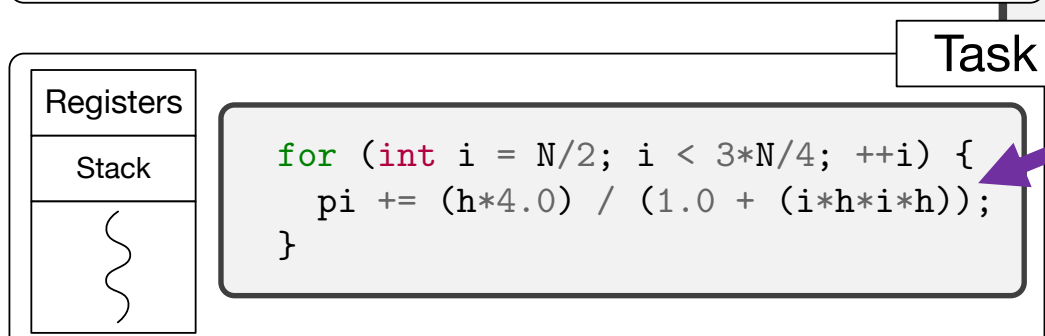 Task
Registers
Stack
for (int i = N/2; i < 3*N/4; ++i) {
  pi += (h*4.0) / (1.0 + (i*h*i*h));
}